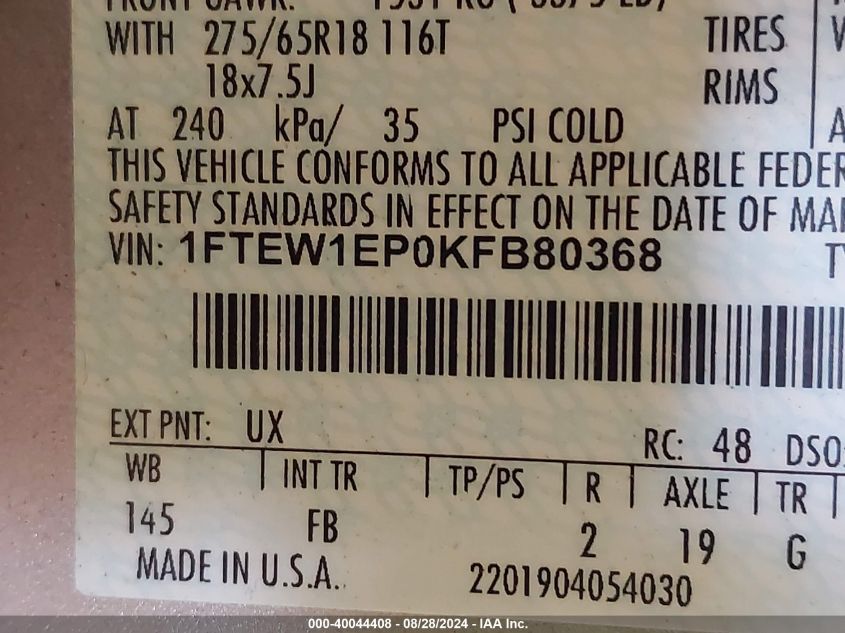 WITH 275/65R18 116T TIRES
18x7.5J RIMS
AT 240 kPa/ 35 PSI COLD
THIS VEHICLE CONFORMS TO ALL APPLICABLE FEDER
SAFETY STANDARDS IN EFFECT ON THE DATE OF MA
VIN: 1FTEW1EP0KFB80368
EXT PNT: UX RC: 48 DSO:
WB INT TR TP/PS R AXLE TR
145 FB 2 19 G
MADE IN U.S.A. 2201904054030
000-40044408 - 08/28/2024 - IAA Inc.